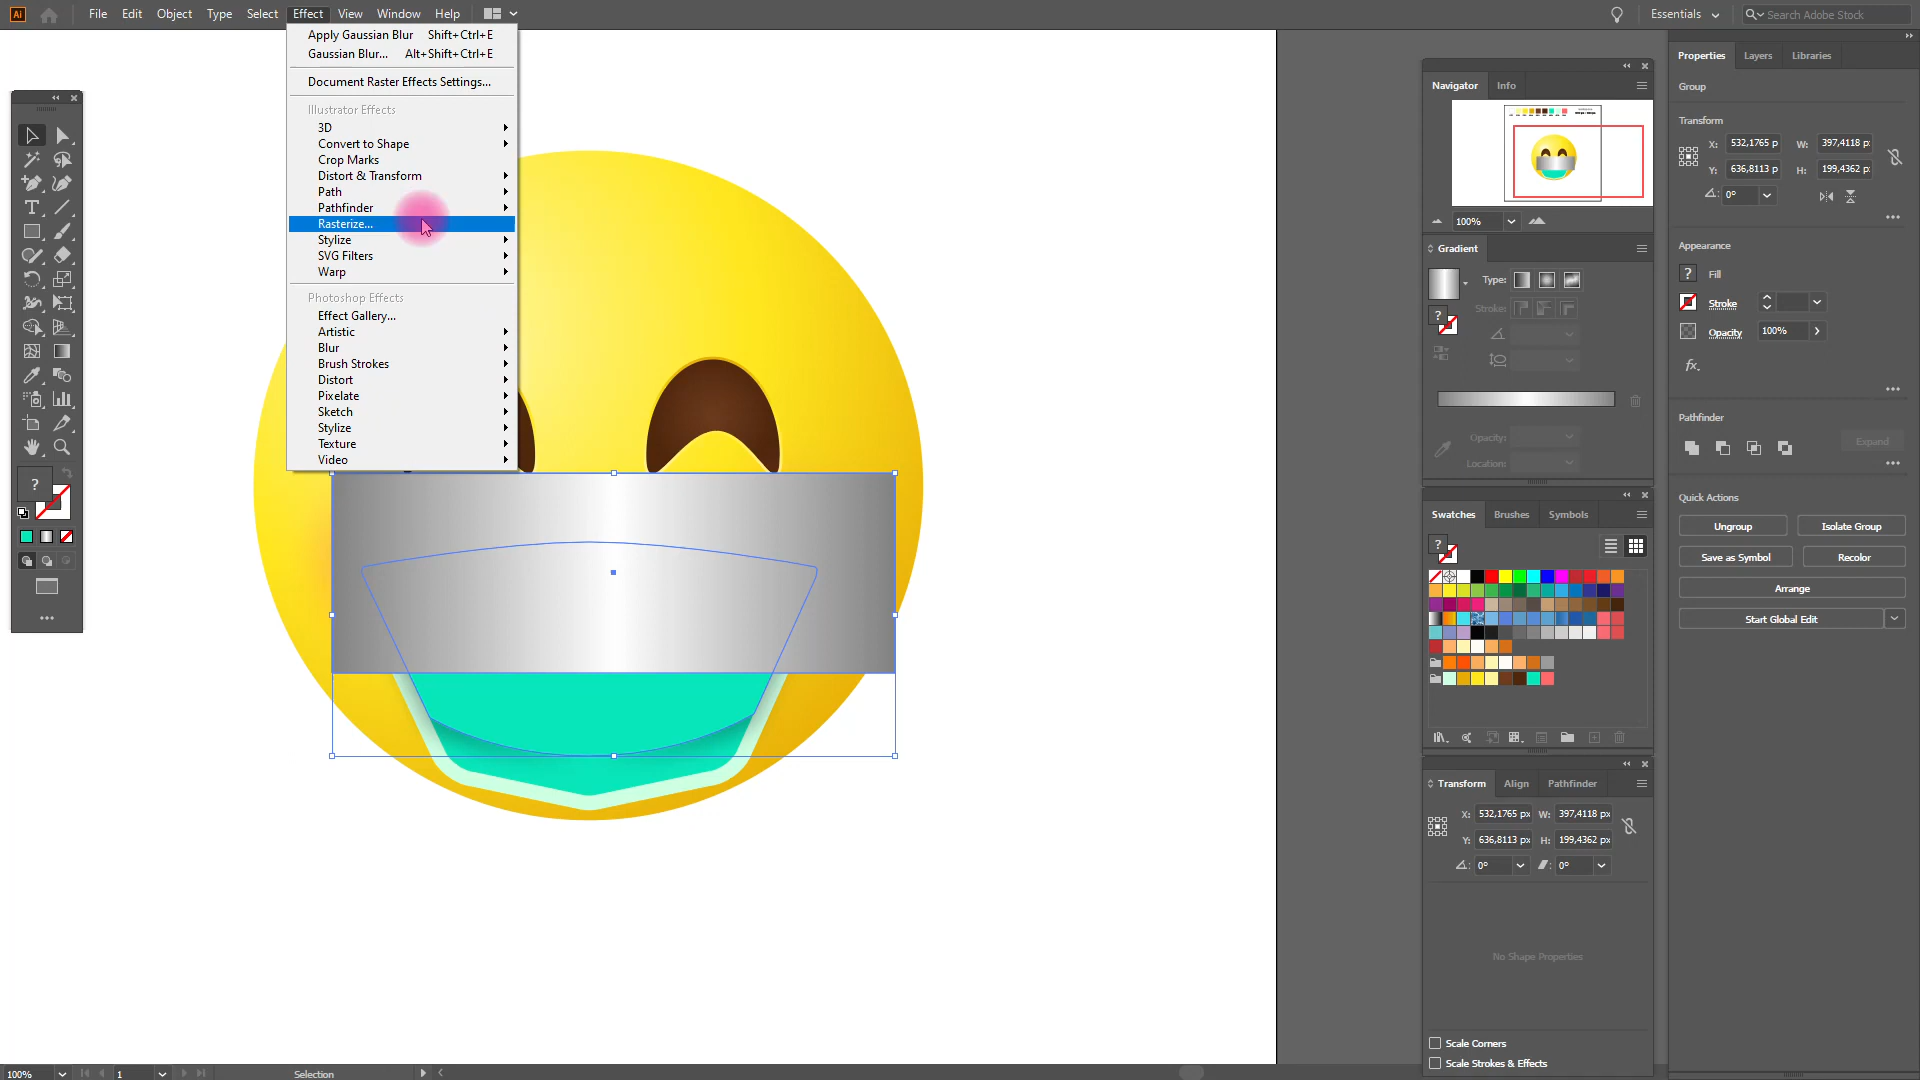 Ai
File Edit Object Type Select Effect View Window Help
Essentials
Search Adobe Stock
Apply Gaussian Blur Shift+Ctrl+E
Gaussian Blur... Alt+Shift+Ctrl+E
Document Raster Effects Settings...
Illustrator Effects
3D
Convert to Shape
Crop Marks
Distort & Transform
Path
Pathfinder
Rasterize...
Stylize
SVG Filters
Warp
Photoshop Effects
Effect Gallery...
Artistic
Blur
Brush Strokes
Distort
Pixelate
Sketch
Stylize
Texture
Video
?
Navigator Info
100%
Gradient
Type:
Stroke:
?
Opacity:
Location:
Swatches Brushes Symbols
?
Transform Align Pathfinder
X: 532,1765 px W: 397,4118 px
Y: 636,8113 px H: 199,4362 px
0° 0°
No Shape Properties
Scale Corners
Scale Strokes & Effects
Properties Layers Libraries
Group
Transform
X: 532,1765 p W: 397,4118 p
Y: 636,8113 p H: 199,4362 p
0°
Appearance
? Fill
Stroke
Opacity 100%
fx.
Pathfinder
Expand
Quick Actions
Ungroup Isolate Group
Save as Symbol Recolor
Arrange
Start Global Edit
100% 1 Selection